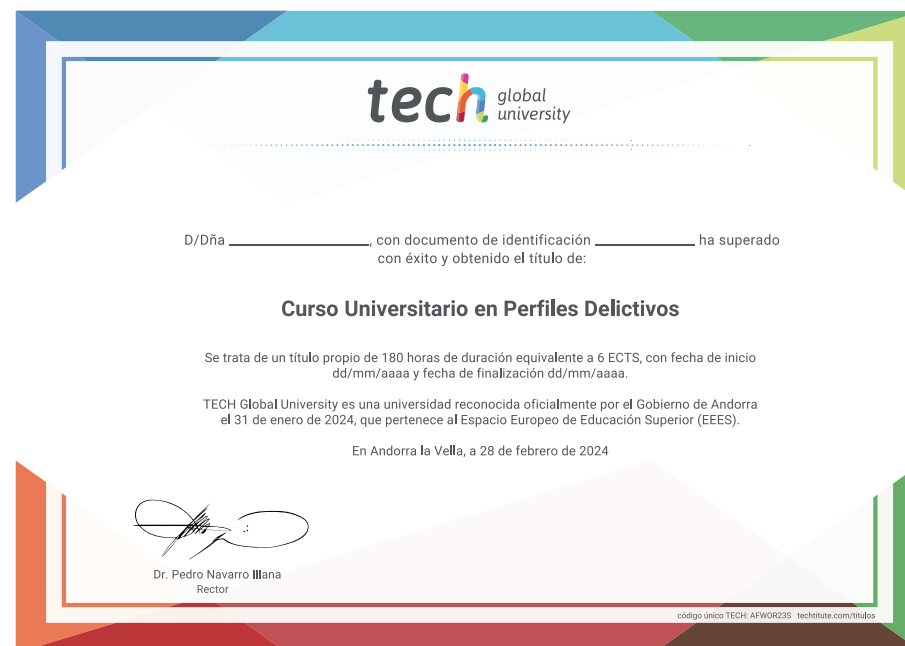 tech global university
D/Dña ____________________, con documento de identificación ______________ ha superado
con éxito y obtenido el título de:
Curso Universitario en Perfiles Delictivos
Se trata de un título propio de 180 horas de duración equivalente a 6 ECTS, con fecha de inicio
dd/mm/aaaa y fecha de finalización dd/mm/aaaa.
TECH Global University es una universidad reconocida oficialmente por el Gobierno de Andorra
el 31 de enero de 2024, que pertenece al Espacio Europeo de Educación Superior (EEES).
En Andorra la Vella, a 28 de febrero de 2024
Dr. Pedro Navarro Illana
Rector
código único TECH: AFWOR23S techtitute.com/titulos